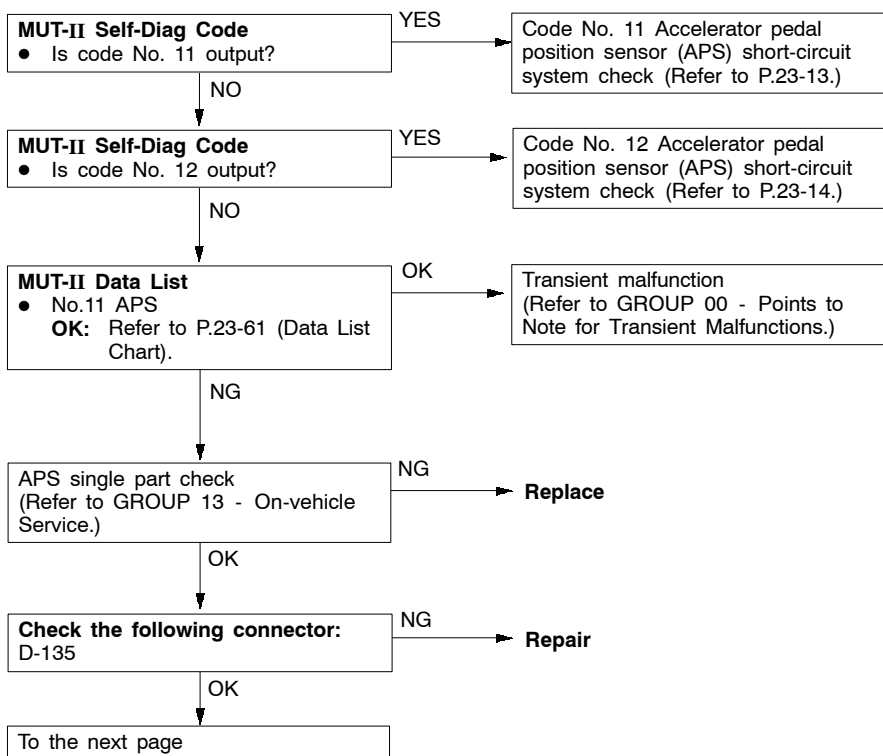 MUT-II Self-Diag Code
● Is code No. 11 output?
YES
Code No. 11 Accelerator pedal
position sensor (APS) short-circuit
system check (Refer to P.23-13.)
NO
MUT-II Self-Diag Code
● Is code No. 12 output?
YES
Code No. 12 Accelerator pedal
position sensor (APS) short-circuit
system check (Refer to P.23-14.)
NO
MUT-II Data List
● No.11 APS
OK: Refer to P.23-61 (Data List
Chart).
OK
Transient malfunction
(Refer to GROUP 00 - Points to
Note for Transient Malfunctions.)
NG
APS single part check
(Refer to GROUP 13 - On-vehicle
Service.)
NG
Replace
OK
Check the following connector:
D-135
NG
Repair
OK
To the next page